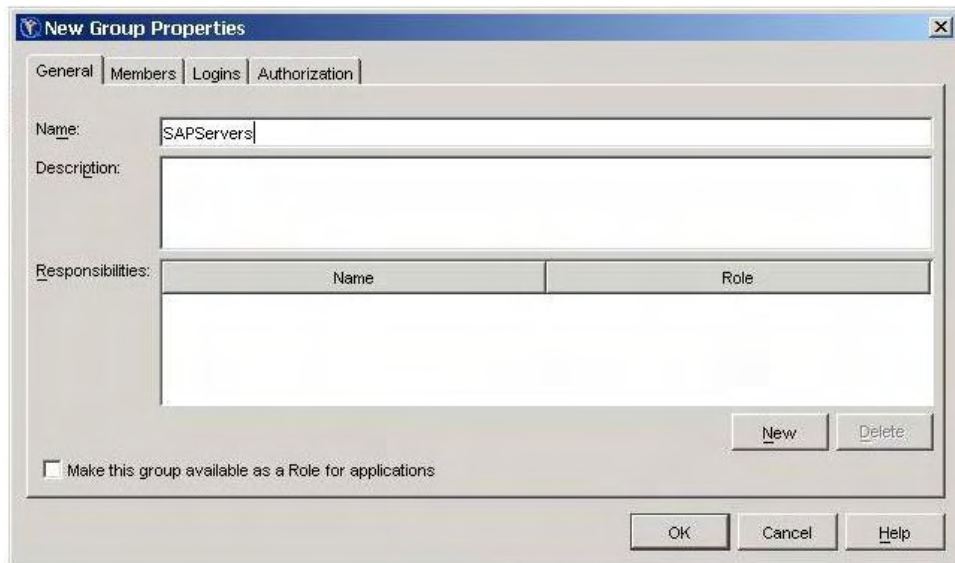 New Group Properties
General Members Logins Authorization
Name: SAPServers
Description:
Responsibilities: Name Role
New Delete
Make this group available as a Role for applications
OK Cancel Help